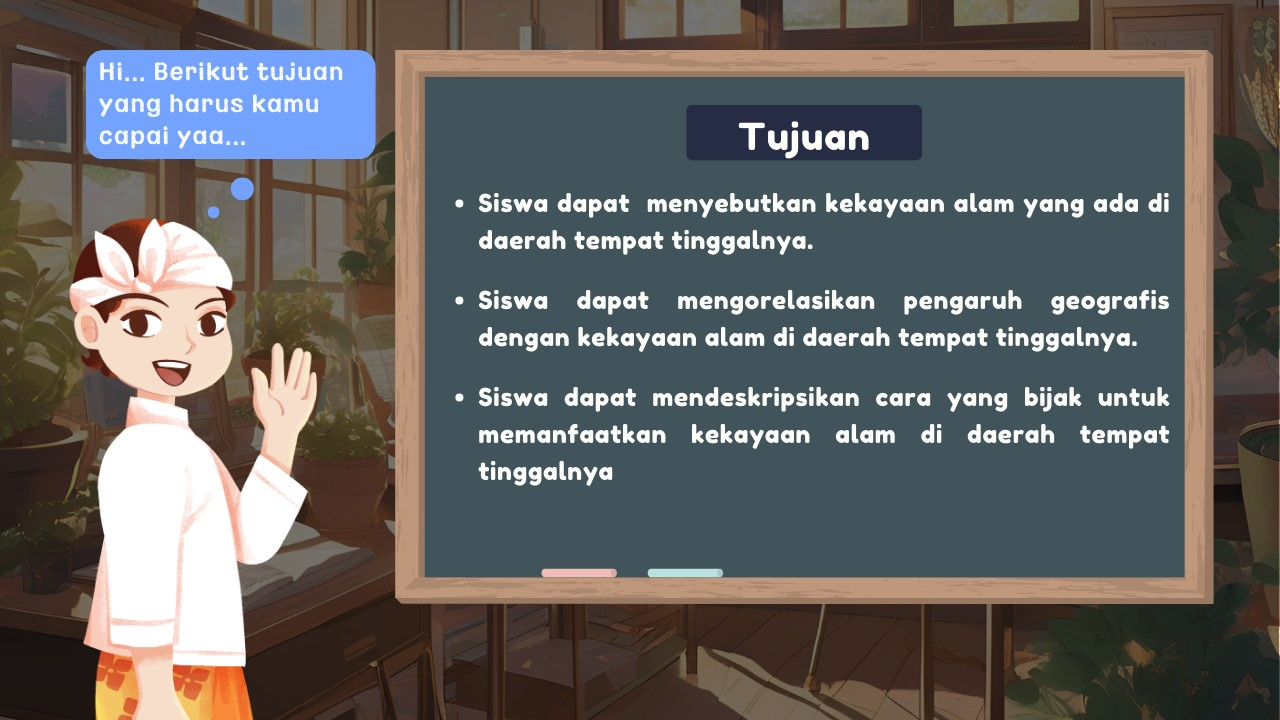 Hi... Berikut tujuan
yang harus kamu
capai yaa...
Tujuan
• Siswa dapat  menyebutkan kekayaan alam yang ada di
daerah tempat tinggalnya.
• Siswa dapat mengorelasikan pengaruh geografis
dengan kekayaan alam di daerah tempat tinggalnya.
• Siswa dapat mendeskripsikan cara yang bijak untuk
memanfaatkan kekayaan alam di daerah tempat
tinggalnya